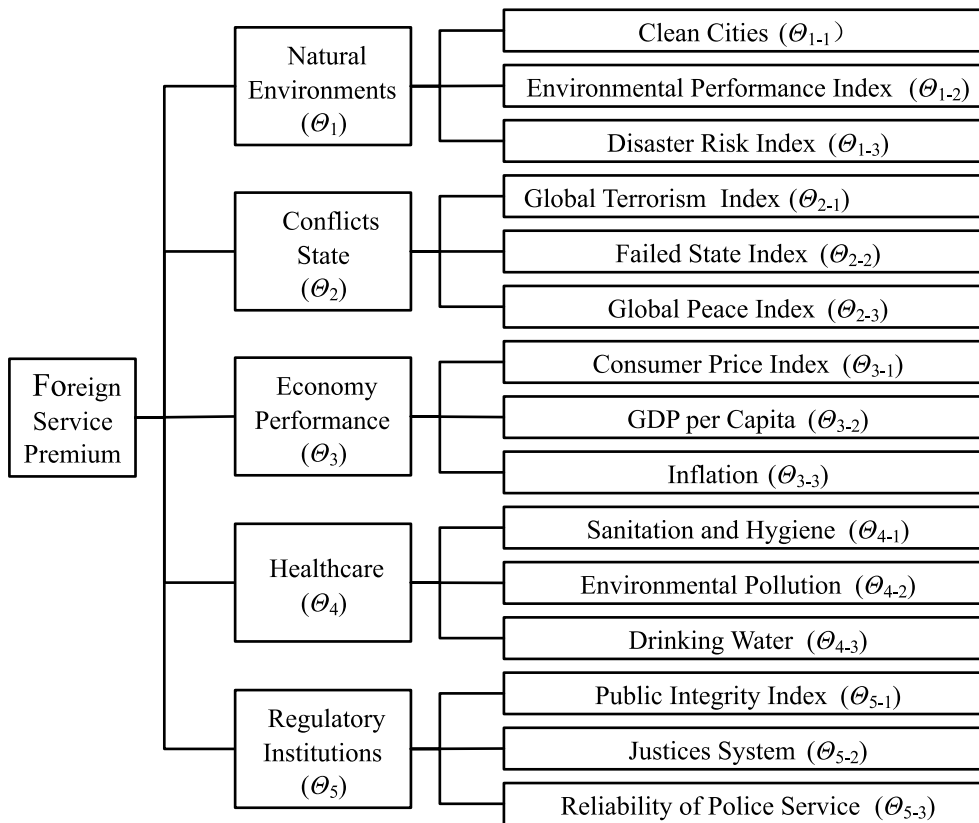 Foreign
Service
Premium
Natural
Environments
(Θ1)
Clean Cities (Θ1-1)
Environmental Performance Index (Θ1-2)
Disaster Risk Index (Θ1-3)
Conflicts
State
(Θ2)
Global Terrorism Index (Θ2-1)
Failed State Index (Θ2-2)
Global Peace Index (Θ2-3)
Economy
Performance
(Θ3)
Consumer Price Index (Θ3-1)
GDP per Capita (Θ3-2)
Inflation (Θ3-3)
Healthcare
(Θ4)
Sanitation and Hygiene (Θ4-1)
Environmental Pollution (Θ4-2)
Drinking Water (Θ4-3)
Regulatory
Institutions
(Θ5)
Public Integrity Index (Θ5-1)
Justices System (Θ5-2)
Reliability of Police Service (Θ5-3)